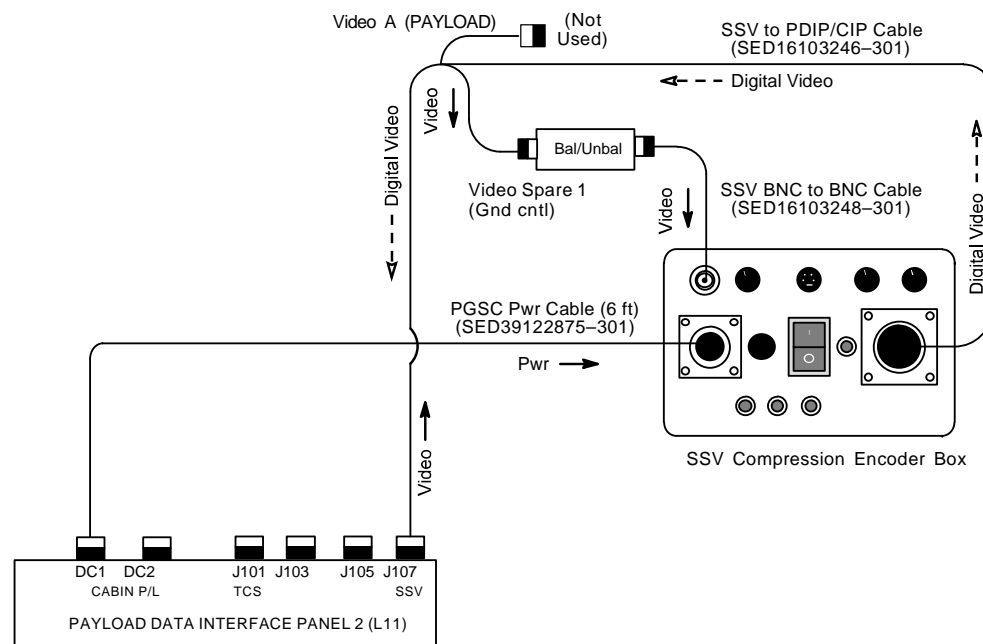 Video A (PAYLOAD)
(Not
Used)
SSV to PDIP/CIP Cable
(SED16103246–301)
Digital Video
Video
Digital Video
Bal/Unbal
Video Spare 1
(Gnd cntl)
Video
SSV BNC to BNC Cable
(SED16103248–301)
Digital Video
PGSC Pwr Cable (6 ft)
(SED39122875–301)
Pwr
I
O
SSV Compression Encoder Box
Video
DC1 DC2 J101 J103 J105 J107
CABIN P/L TCS SSV
PAYLOAD DATA INTERFACE PANEL 2 (L11)